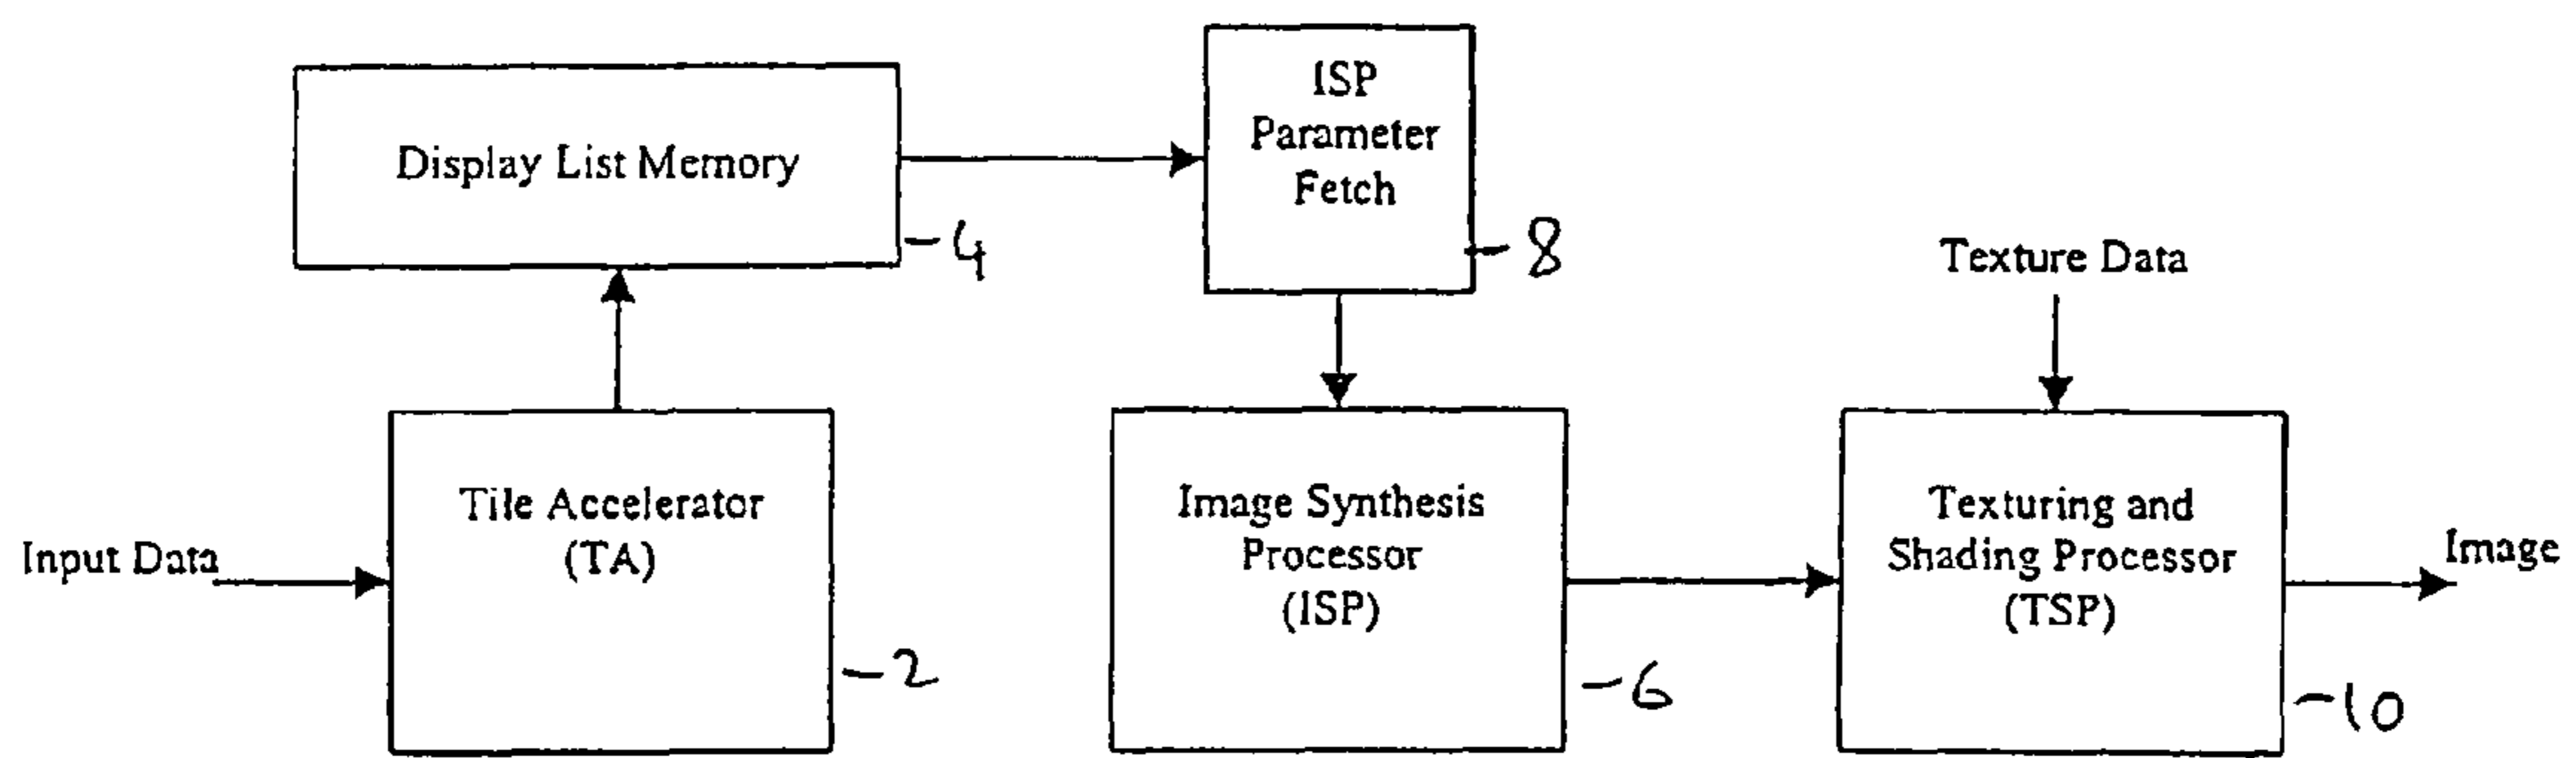 ISP
Parameter
Fetch
-8
Display List Memory
-4
Texture Data
Input Data
Tile Accelerator
(TA)
-2
Image Synthesis
Processor
(ISP)
-6
Texturing and
Shading Processor
(TSP)
-10
Image